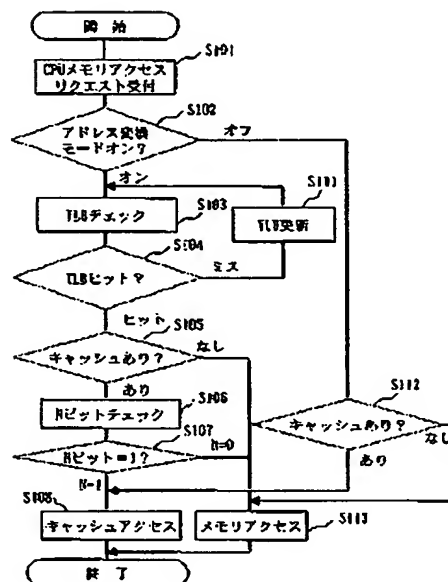 開始
S101
CPUメモリアクセス
リクエスト受付
S102
アドレス変換
モードオン?
オフ
オン
TLBチェック
S103
S111
TLB更新
S104
TLBヒット?
ミス
ヒット
S105
キャッシュあり?
なし
あり
S106
Nビットチェック
S107
Nビット=1?
N=0
N=1
S112
キャッシュあり?
なし
あり
S108
キャッシュアクセス
メモリアクセス
S113
終了